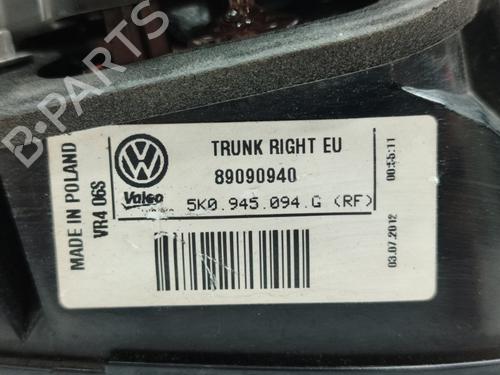 MADE IN POLAND
VR4 06S
Valeo
TRUNK RIGHT EU
89090940
5K0.945.094.G (RF)
00:55:11
03.07.2012
B-PARTS